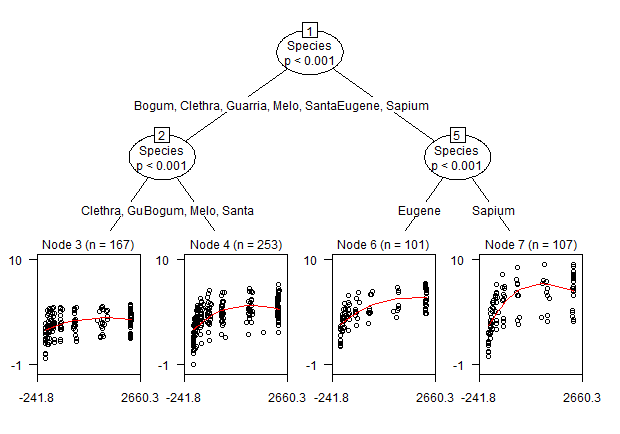 1
Species
p < 0.001
Bogum, Clethra, Guarria, Melo, SantaEugene, Sapium
2
Species
p < 0.001
5
Species
p < 0.001
Clethra, GuBogum, Melo, Santa
Eugene
Sapium
Node 3 (n = 167)
Node 4 (n = 253)
Node 6 (n = 101)
Node 7 (n = 107)
10
-1
-241.8
2660.3
10
-1
-241.8
2660.3
10
-1
-241.8
2660.3
10
-1
-241.8
2660.3